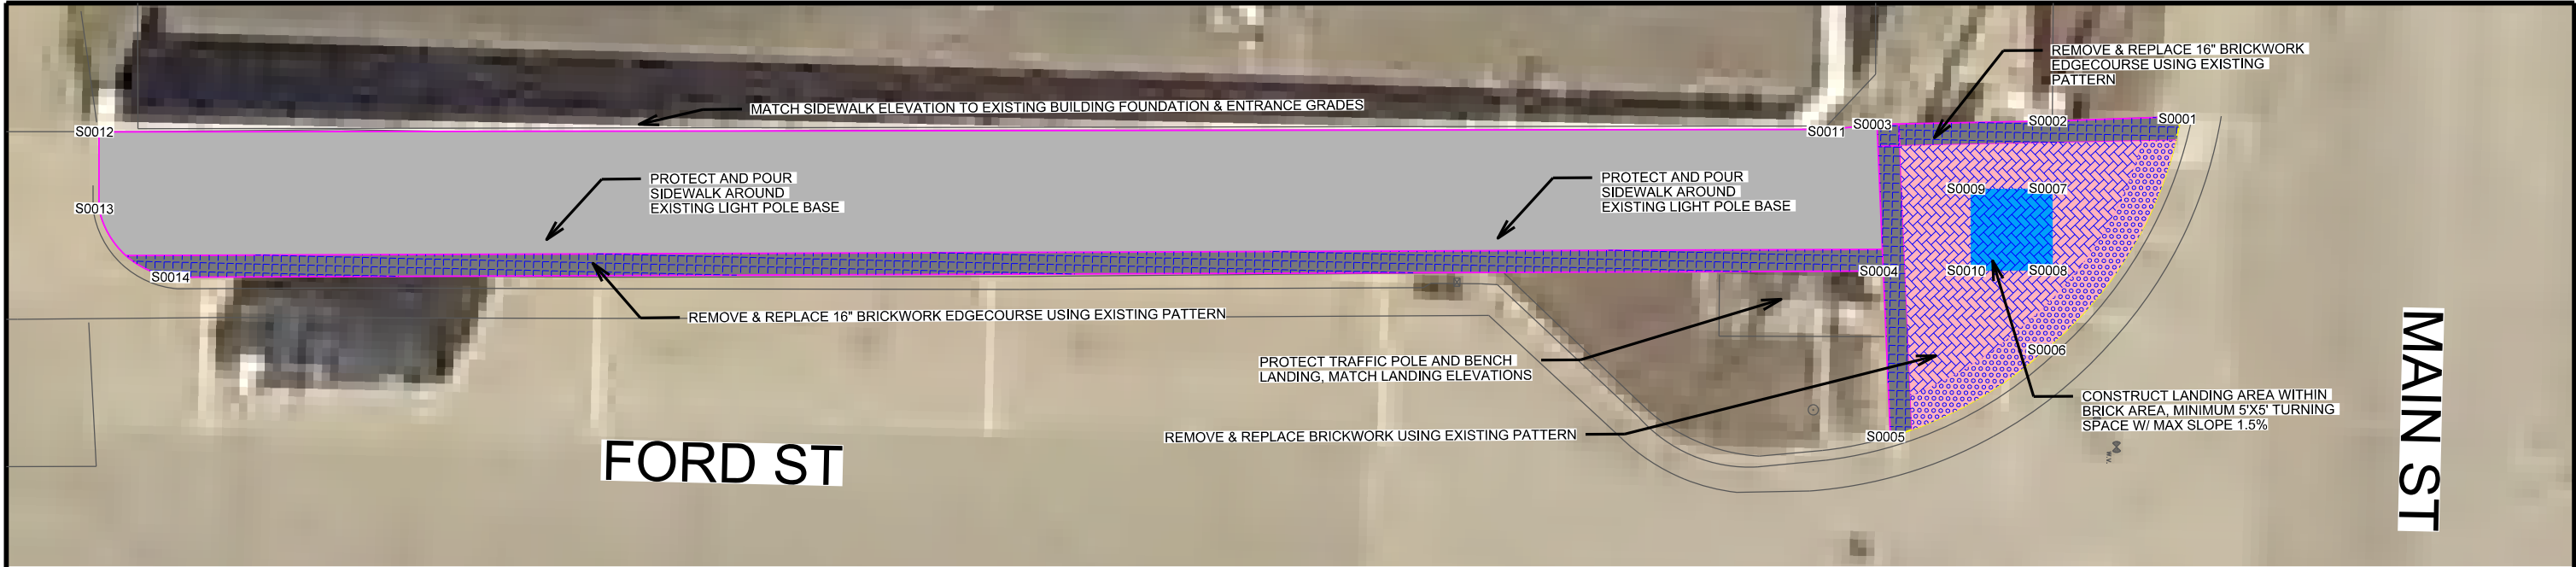 REMOVE & REPLACE 16" BRICKWORK
EDGECOURSE USING EXISTING
PATTERN
MATCH SIDEWALK ELEVATION TO EXISTING BUILDING FOUNDATION & ENTRANCE GRADES
S0012
S0011
S0003
S0002
S0001
PROTECT AND POUR
SIDEWALK AROUND
EXISTING LIGHT POLE BASE
PROTECT AND POUR
SIDEWALK AROUND
EXISTING LIGHT POLE BASE
S0009
S0007
S0013
S0014
S0004
S0010
S0008
REMOVE & REPLACE 16" BRICKWORK EDGECOURSE USING EXISTING PATTERN
S0006
PROTECT TRAFFIC POLE AND BENCH
LANDING, MATCH LANDING ELEVATIONS
CONSTRUCT LANDING AREA WITHIN
BRICK AREA, MINIMUM 5'X5' TURNING
SPACE W/ MAX SLOPE 1.5%
REMOVE & REPLACE BRICKWORK USING EXISTING PATTERN
S0005
W.V.
FORD ST
MAIN ST